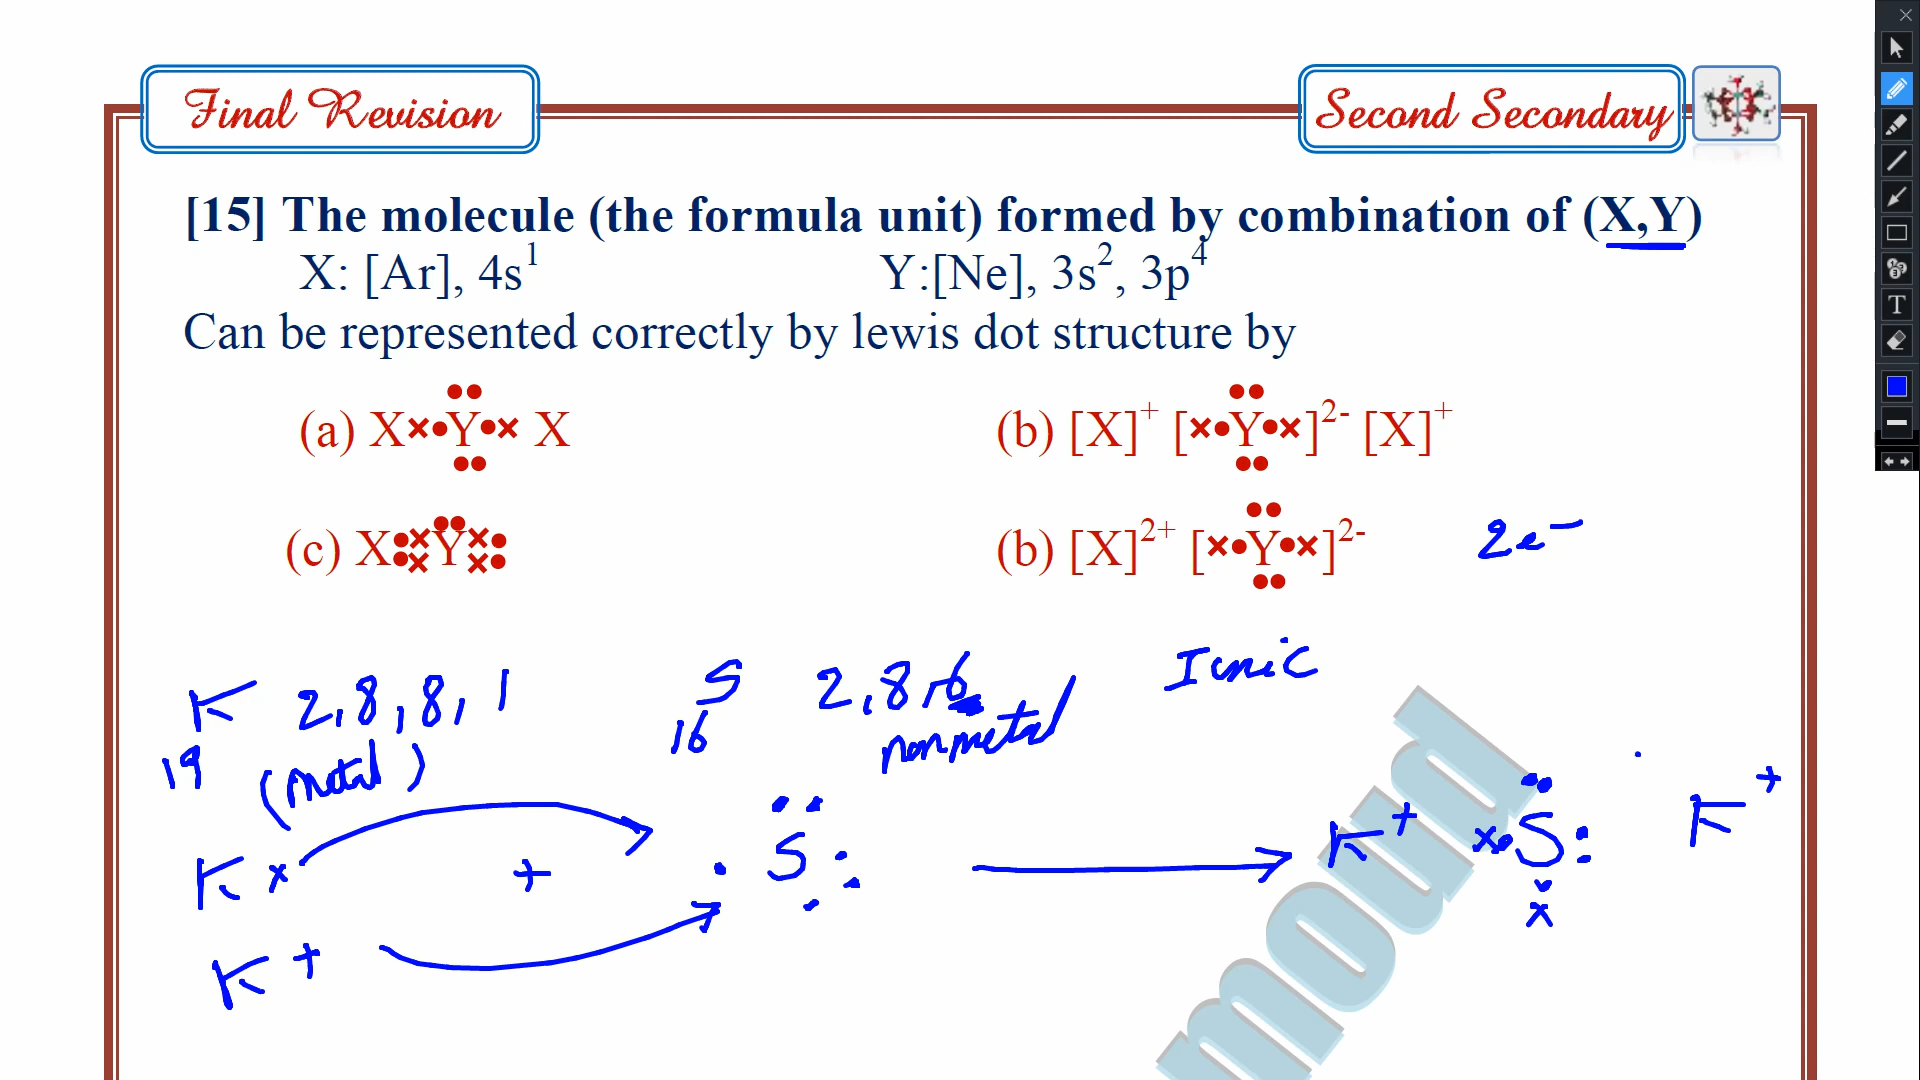 Final Revision
Second Secondary
[15] The molecule (the formula unit) formed by combination of (X,Y)
X: [Ar], 4s¹ Y:[Ne], 3s², 3p⁴
Can be represented correctly by lewis dot structure by
(a) X×•Y•× X
(b) [X]⁺ [×•Y•×]²⁻ [X]⁺
(c) X Y
(b) [X]²⁺ [×•Y•×]²⁻
2e⁻
K 2,8,8,1
19
(metal)
S 2,8,6
16
nonmetal
Ionic
K × + S
K +
K⁺ ו S K⁺
×
moud
T